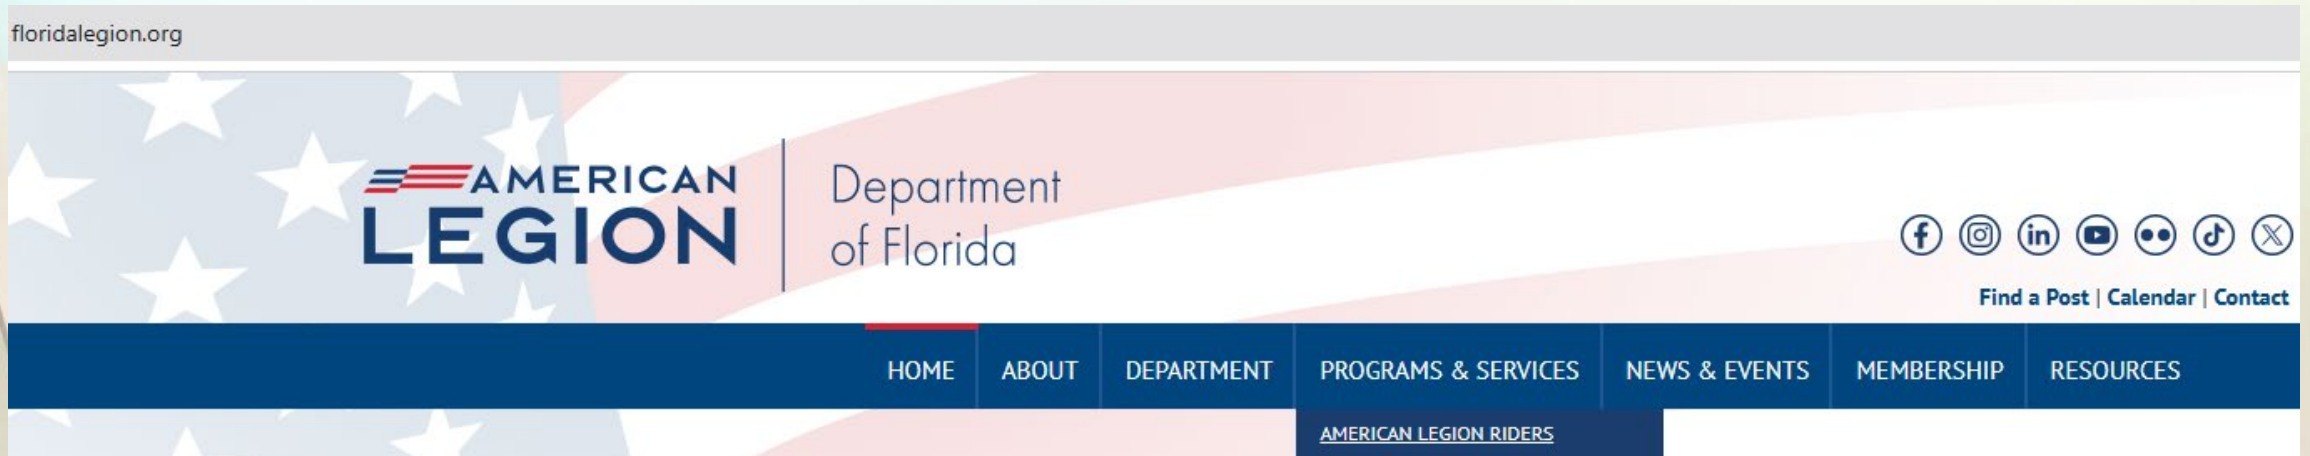 floridalegion.org
AMERICAN
LEGION
Department
of Florida
Find a Post | Calendar | Contact
HOME ABOUT DEPARTMENT PROGRAMS & SERVICES NEWS & EVENTS MEMBERSHIP RESOURCES
AMERICAN LEGION RIDERS